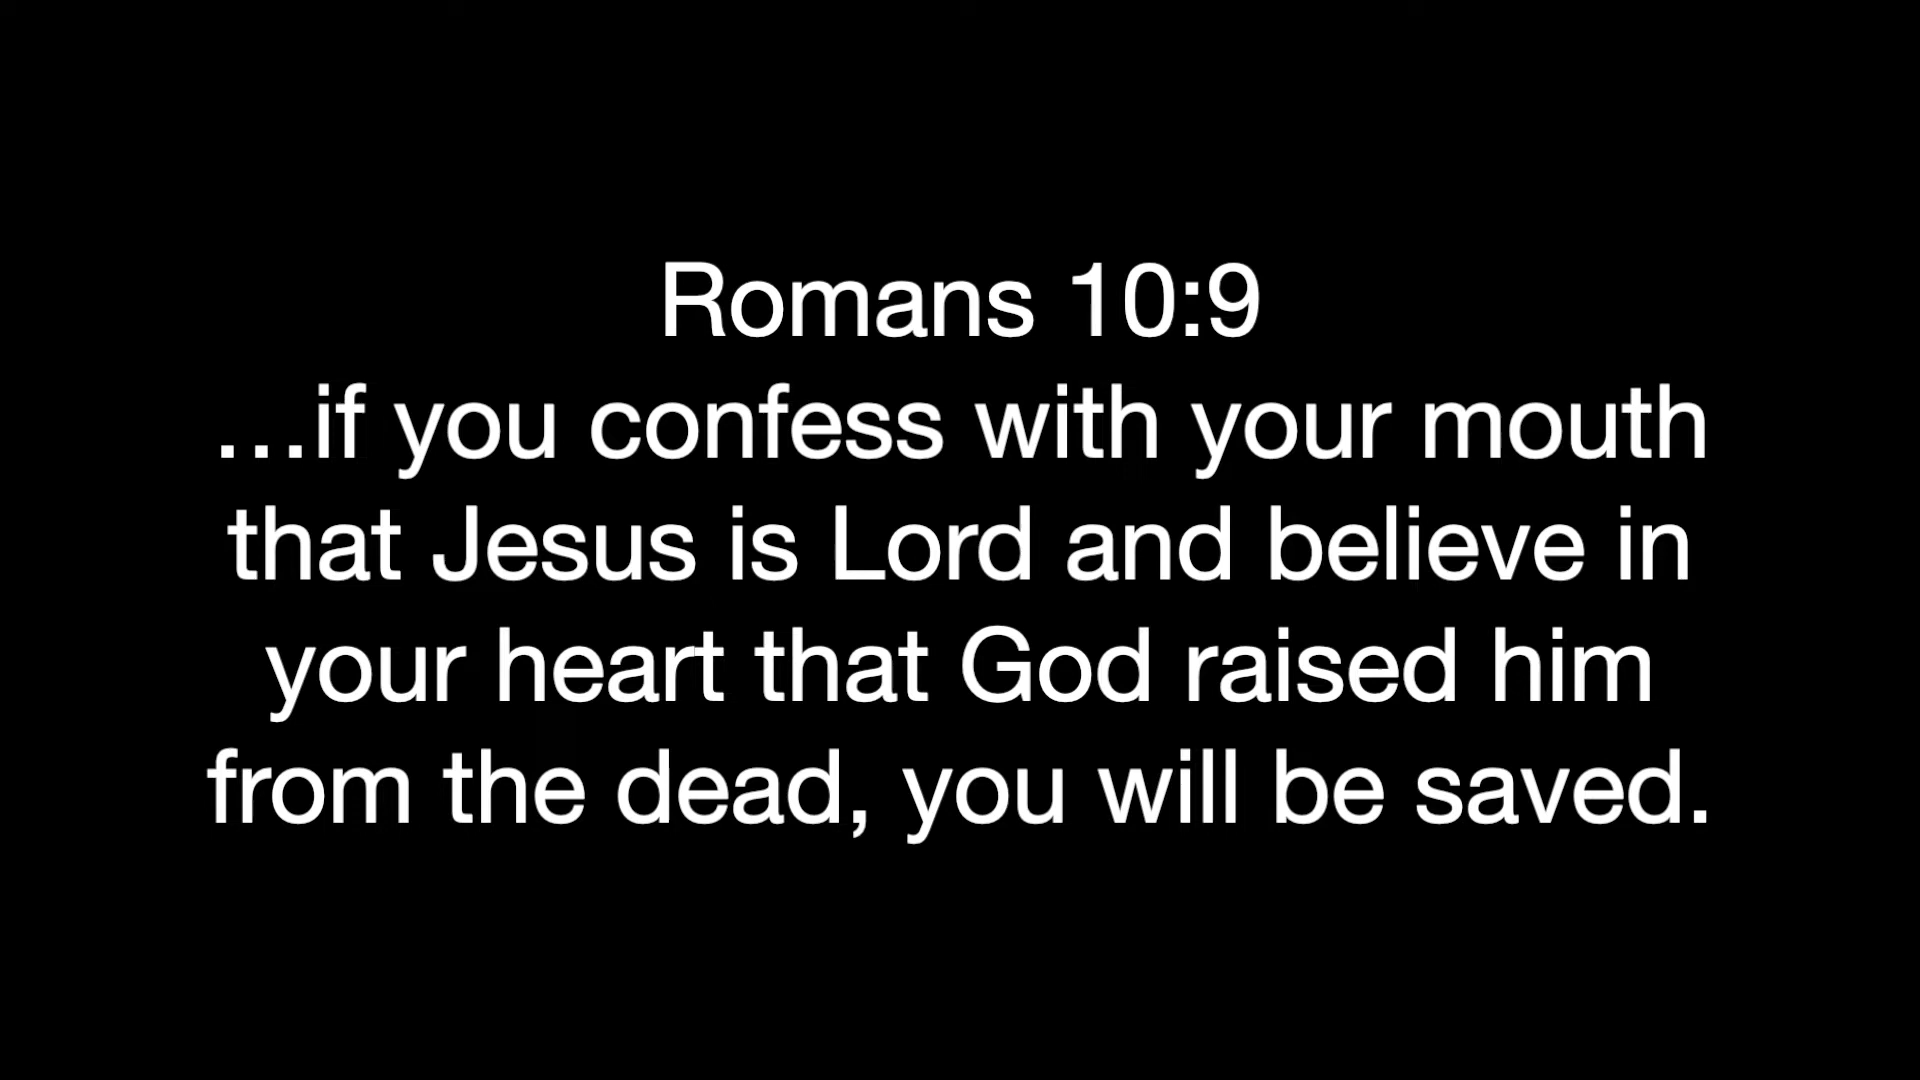 Romans 10:9
…if you confess with your mouth
that Jesus is Lord and believe in
your heart that God raised him
from the dead, you will be saved.